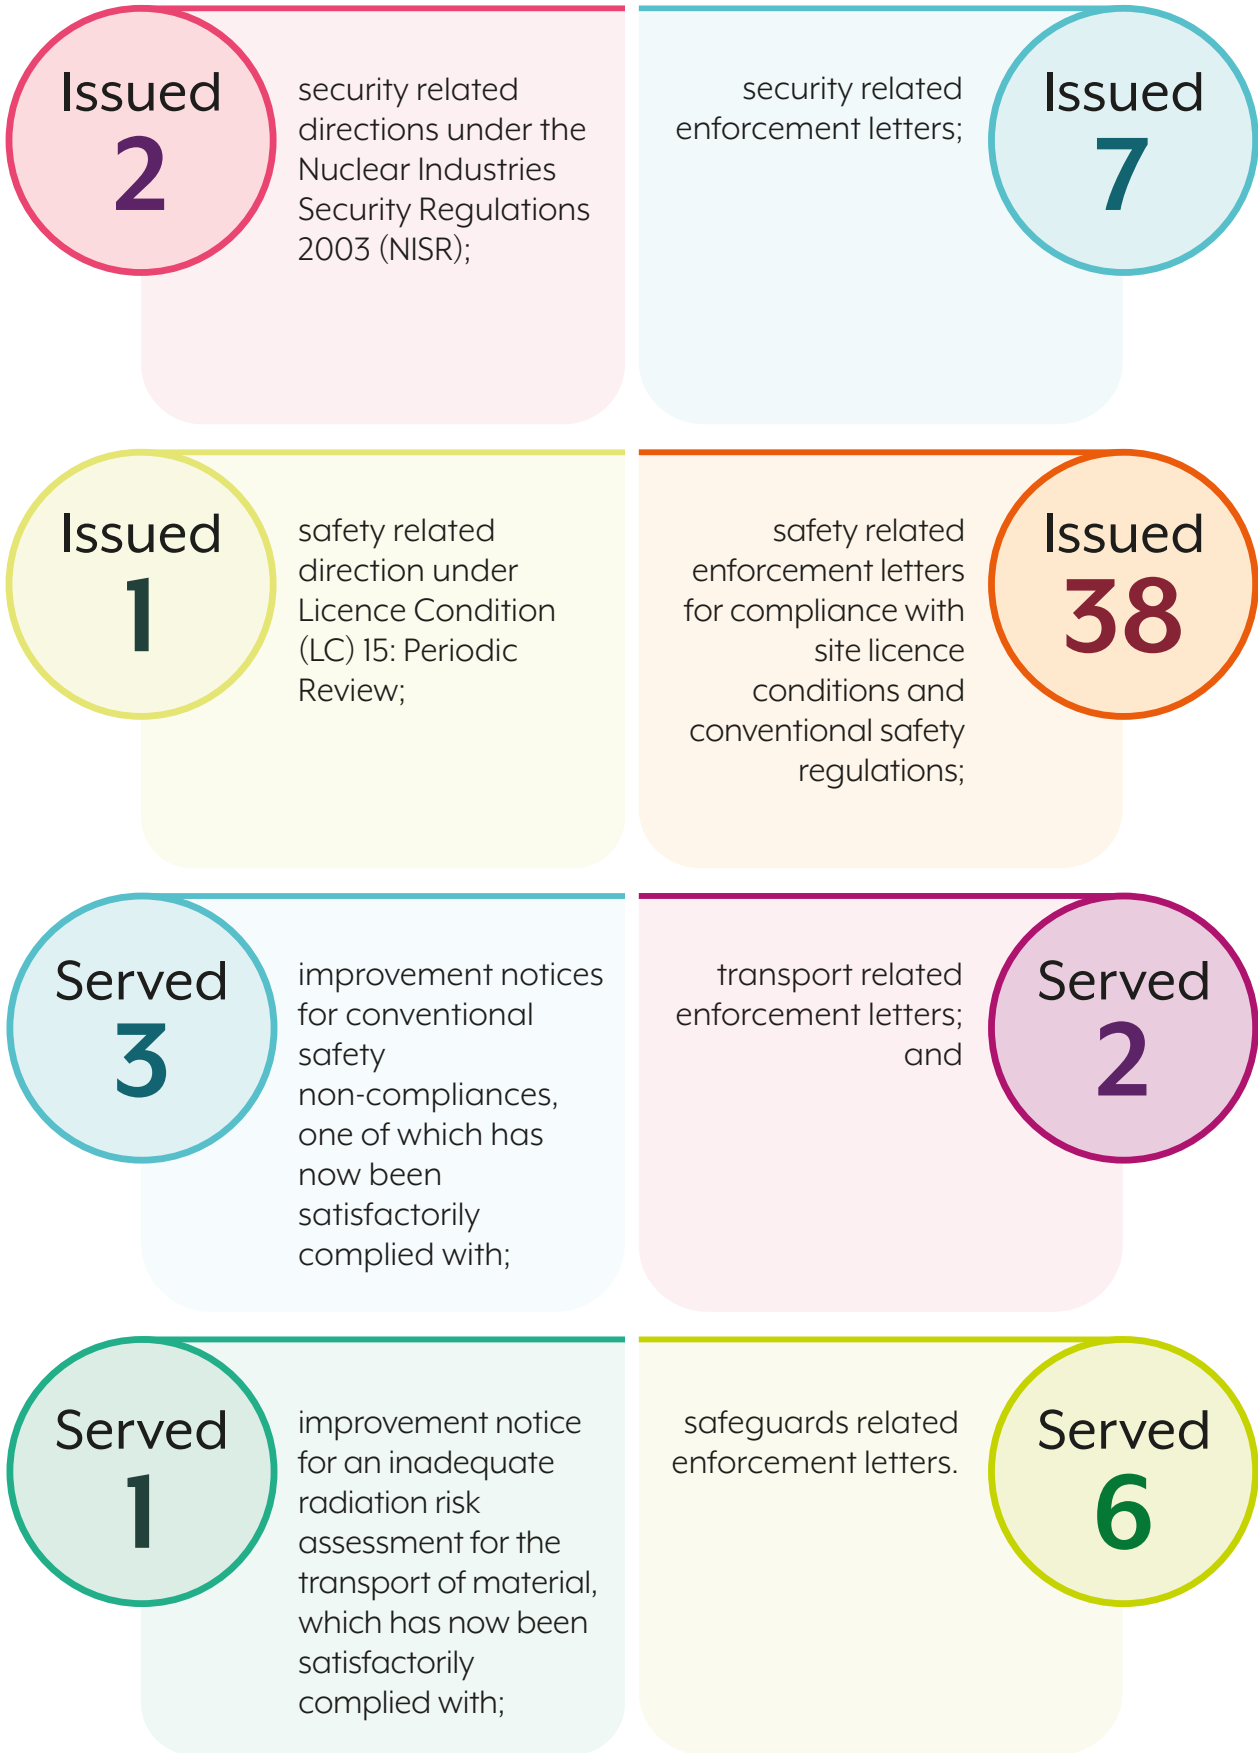 Issued
2
security related
directions under the
Nuclear Industries
Security Regulations
2003 (NISR);
security related
enforcement letters;
Issued
7
Issued
1
safety related
direction under
Licence Condition
(LC) 15: Periodic
Review;
safety related
enforcement letters
for compliance with
site licence
conditions and
conventional safety
regulations;
Issued
38
Served
3
improvement notices
for conventional
safety
non-compliances,
one of which has
now been
satisfactorily
complied with;
transport related
enforcement letters;
and
Served
2
Served
1
improvement notice
for an inadequate
radiation risk
assessment for the
transport of material,
which has now been
satisfactorily
complied with;
safeguards related
enforcement letters.
Served
6